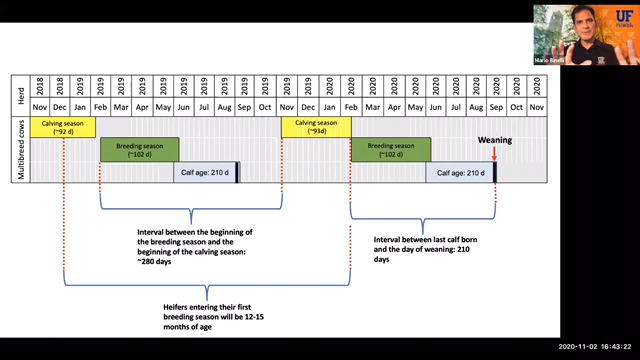 UF
Mario Binelli
Herd
2018 2018 2019 2019 2019 2019 2019 2019 2019 2019 2019 2019 2019 2019 2020 2020 2020 2020 2020 2020 2020 2020 2020 2020 2020
Nov Dec Jan Feb Mar Apr May Jun Jul Aug Sep Oct Nov Dec Jan Feb Mar Apr May Jun Jul Aug Sep Oct Nov
Multibreed cows
Calving season
(~92 d)
Calving season
(~93d)
Breeding season
(~102 d)
Breeding season
(~102 d)
Weaning
Calf age: 210 d
Calf age: 210 d
Interval between the beginning of
the breeding season and the
beginning of the calving season:
~280 days
Interval between last calf born
and the day of weaning: 210
days
Heifers entering their first
breeding season will be 12-15
months of age
2020-11-02 16:43:22